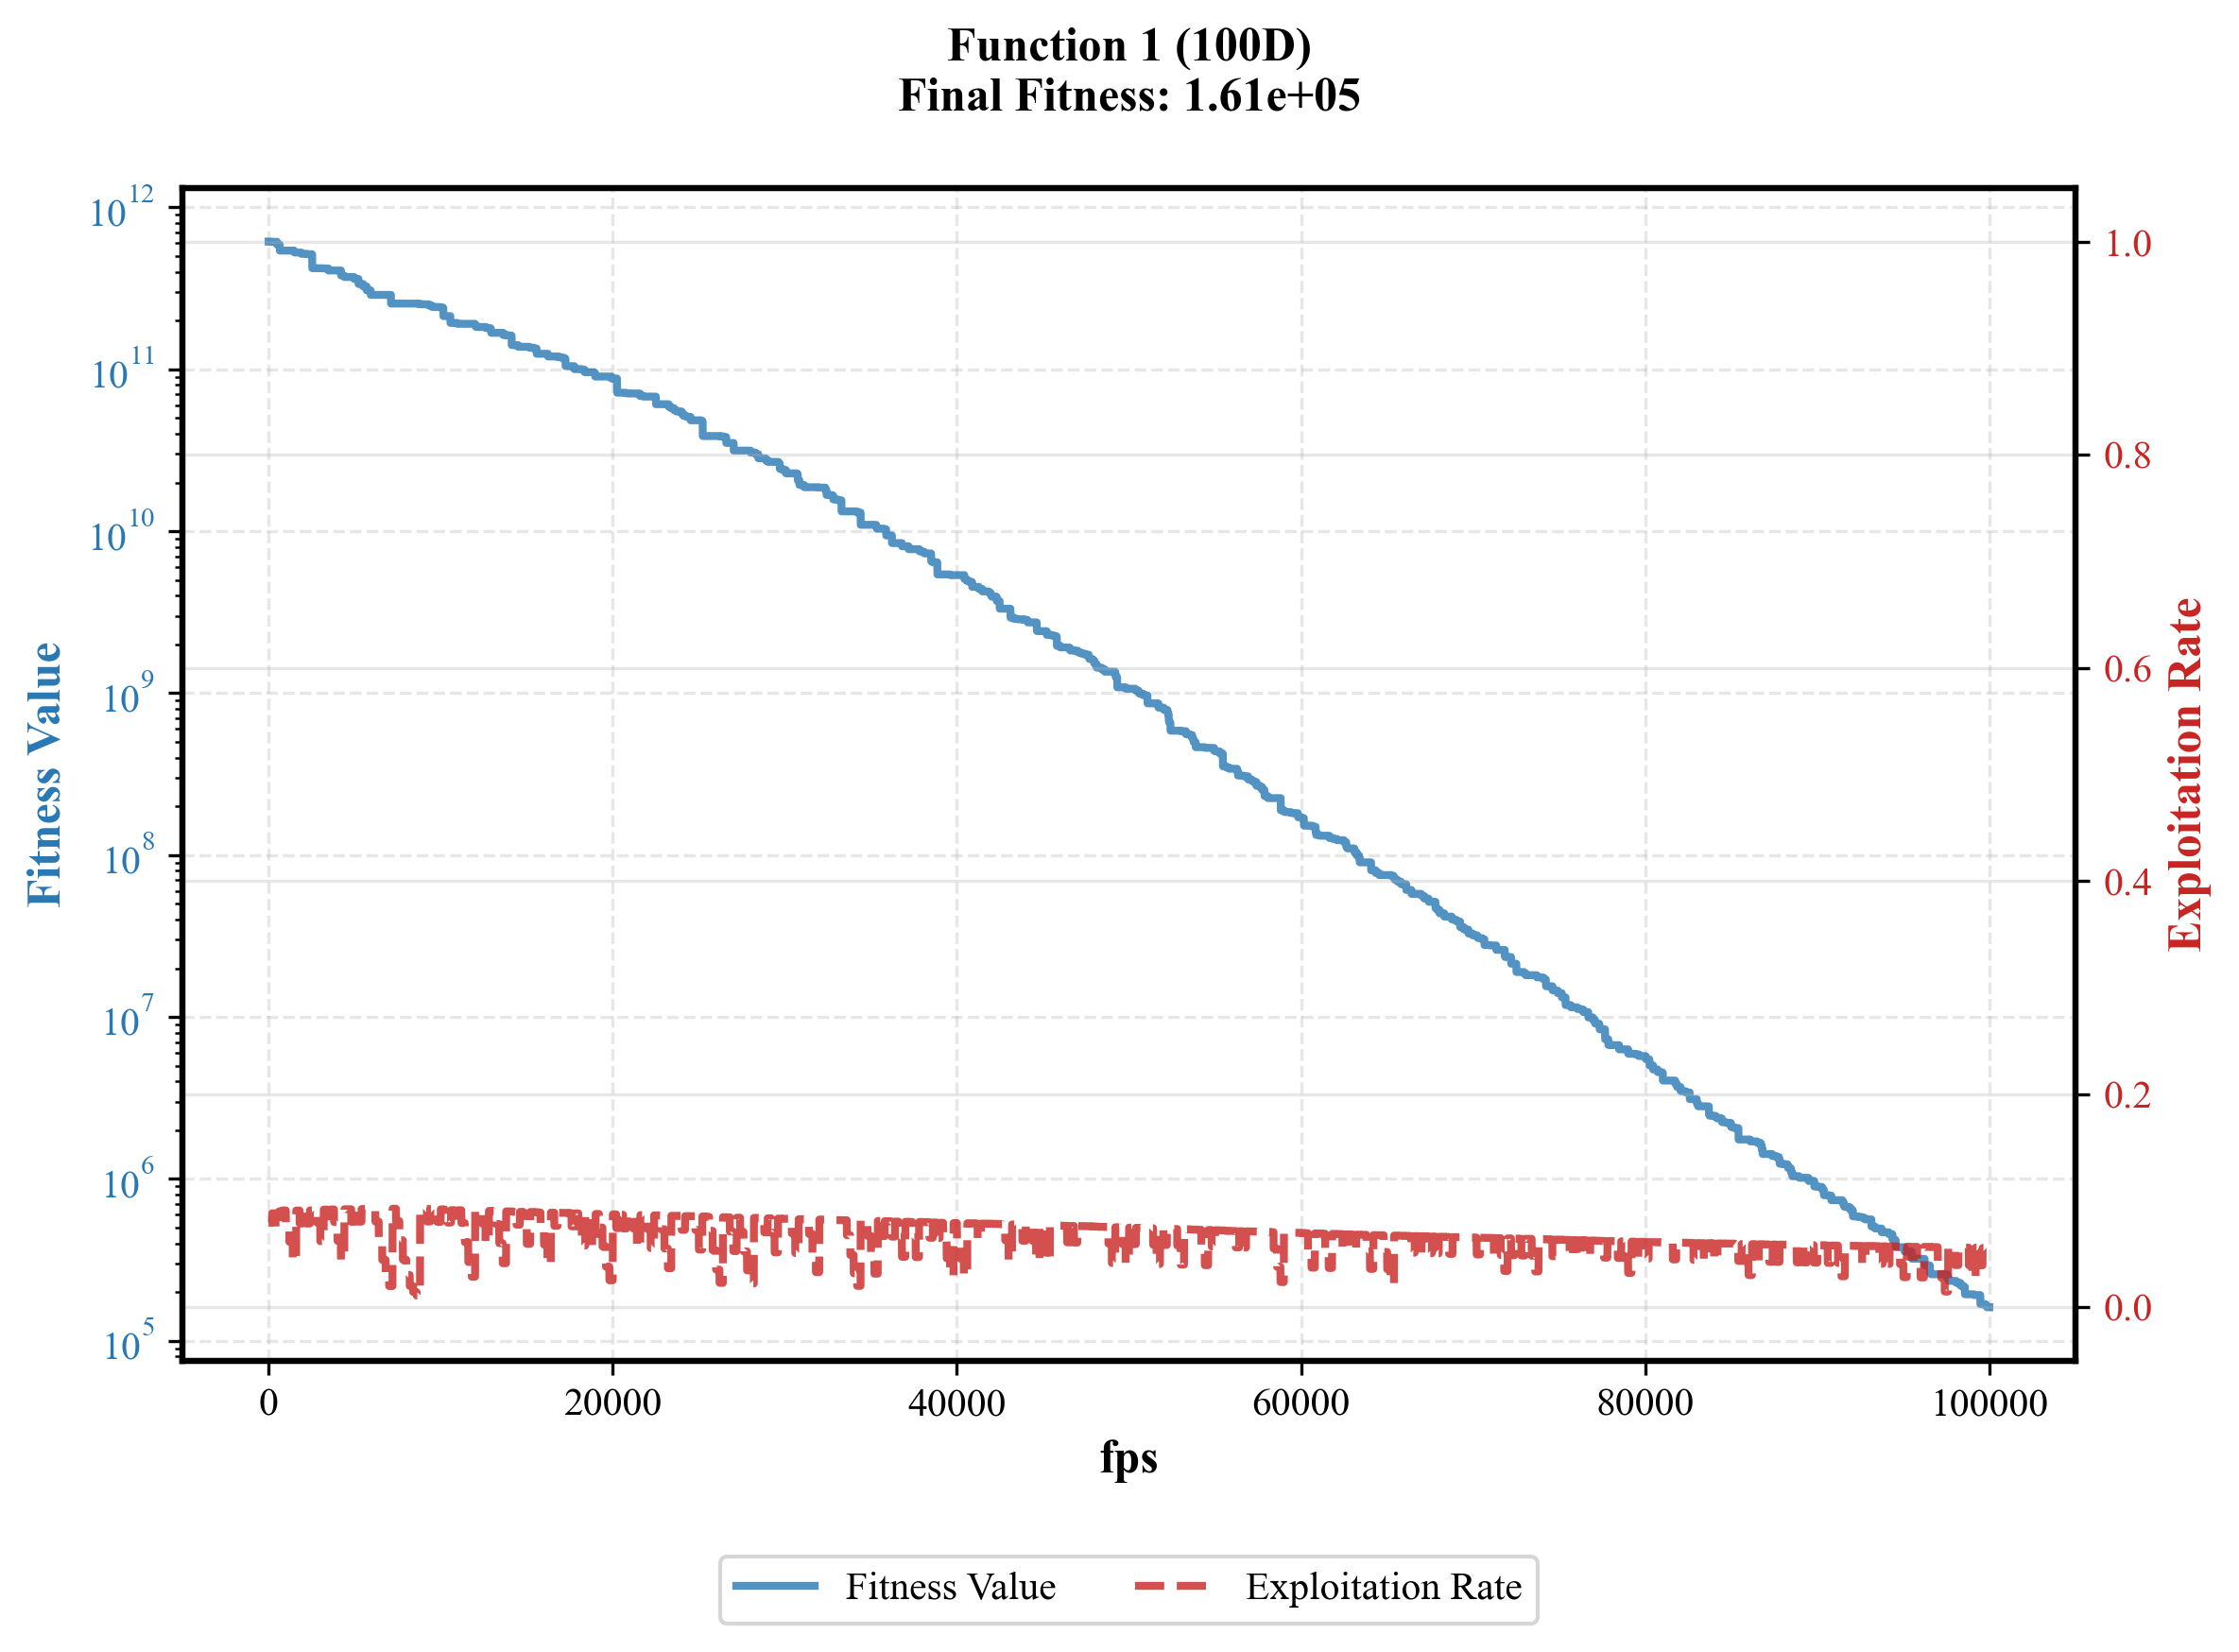 Function 1 (100D)
Final Fitness: 1.61e+05
Fitness Value
10^12
10^11
10^10
10^9
10^8
10^7
10^6
10^5
1.0
0.8
0.6
0.4
0.2
0.0
Exploitation Rate
0 20000 40000 60000 80000 100000
fps
Fitness Value Exploitation Rate